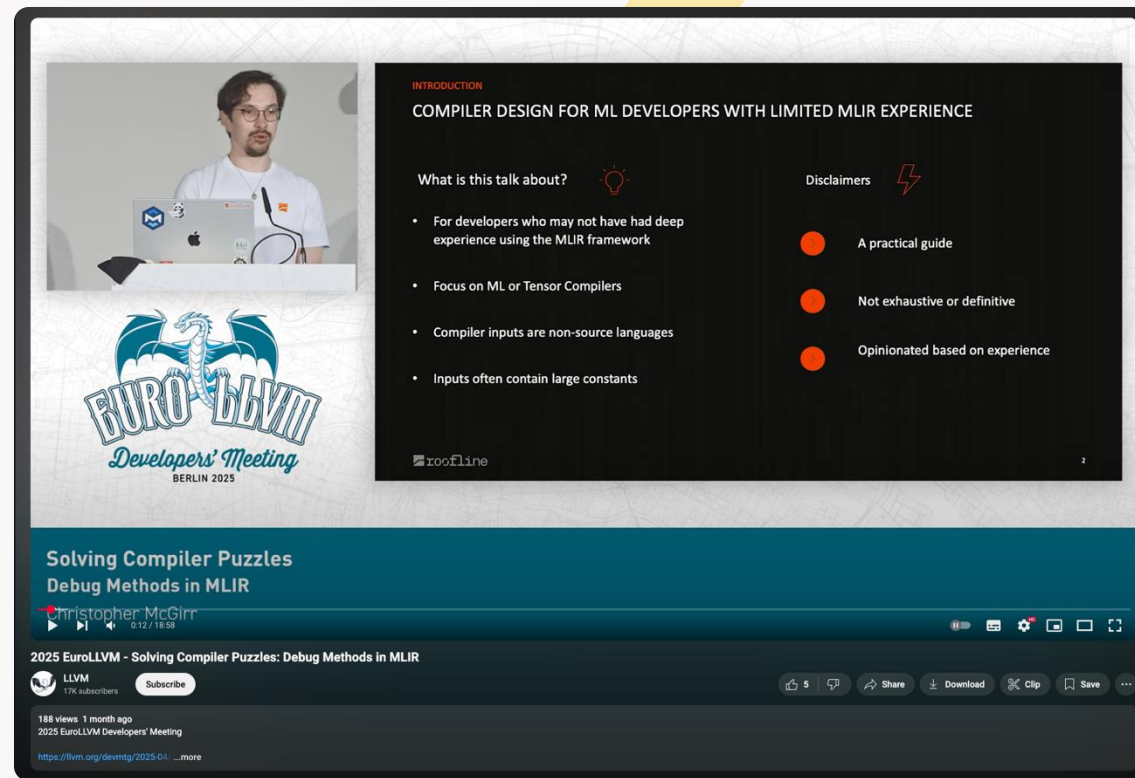 INTRODUCTION
COMPILER DESIGN FOR ML DEVELOPERS WITH LIMITED MLIR EXPERIENCE
What is this talk about?
• For developers who may not have had deep
experience using the MLIR framework
• Focus on ML or Tensor Compilers
• Compiler inputs are non-source languages
• Inputs often contain large constants
Disclaimers
A practical guide
Not exhaustive or definitive
Opinionated based on experience
roofline
2
EURO LLVM
Developers' Meeting
BERLIN 2025
Solving Compiler Puzzles
Debug Methods in MLIR
Christopher McGirr
0:12 / 18:58
2025 EuroLLVM - Solving Compiler Puzzles: Debug Methods in MLIR
LLVM
17K subscribers
Subscribe
5
Share
Download
Clip
Save
188 views 1 month ago
2025 EuroLLVM Developers' Meeting
https://llvm.org/devmtg/2025-04/ ...more